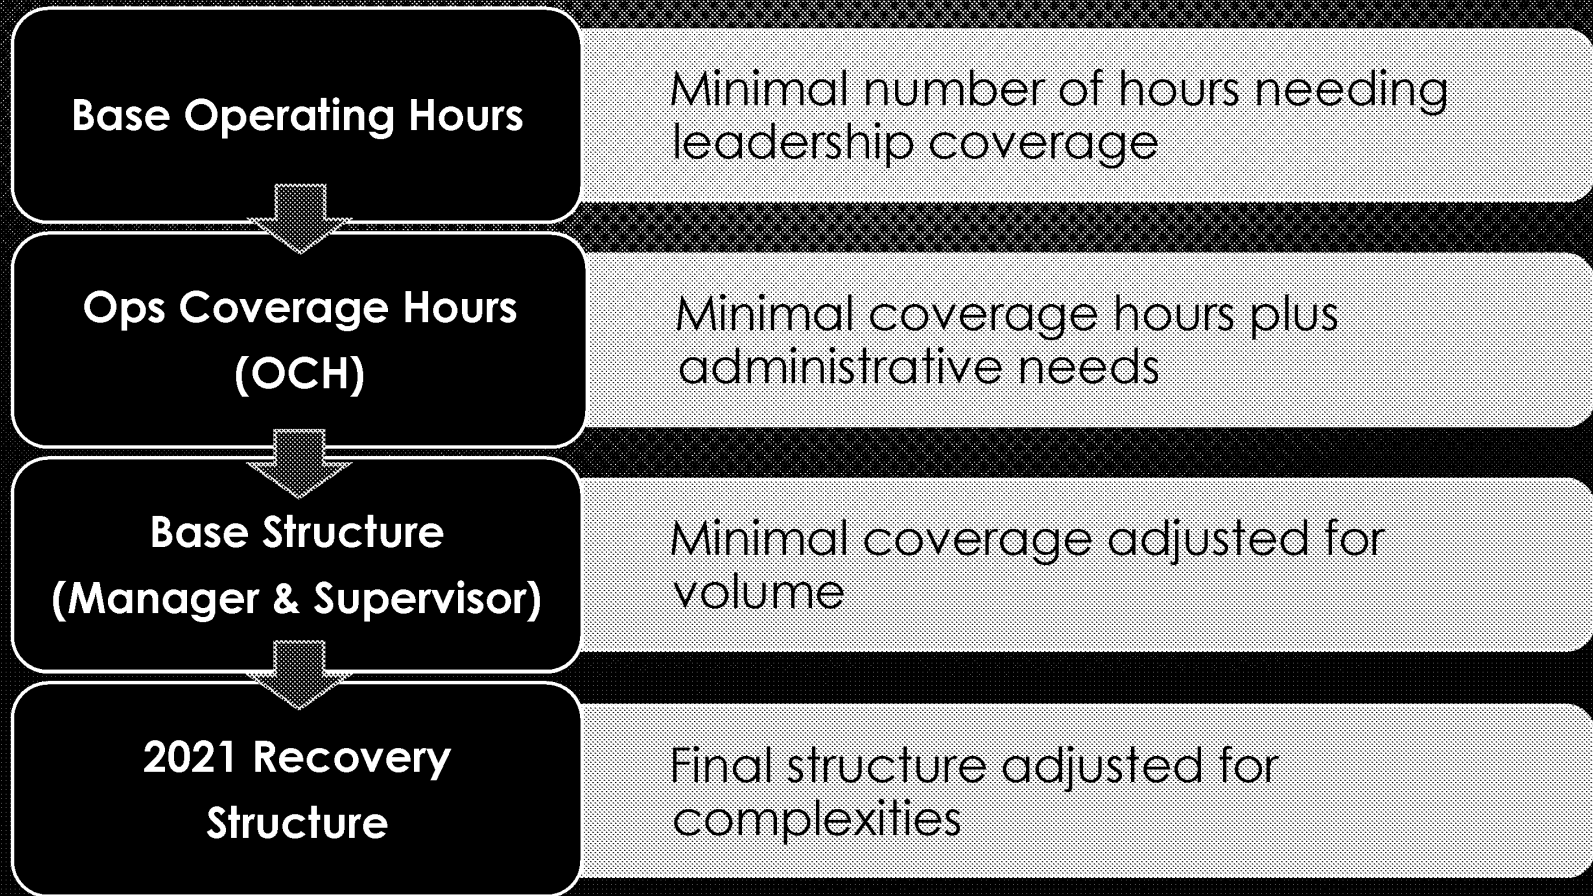 Base Operating Hours
Minimal number of hours needing
leadership coverage
Ops Coverage Hours
(OCH)
Minimal coverage hours plus
administrative needs
Base Structure
(Manager & Supervisor)
Minimal coverage adjusted for
volume
2021 Recovery
Structure
Final structure adjusted for
complexities